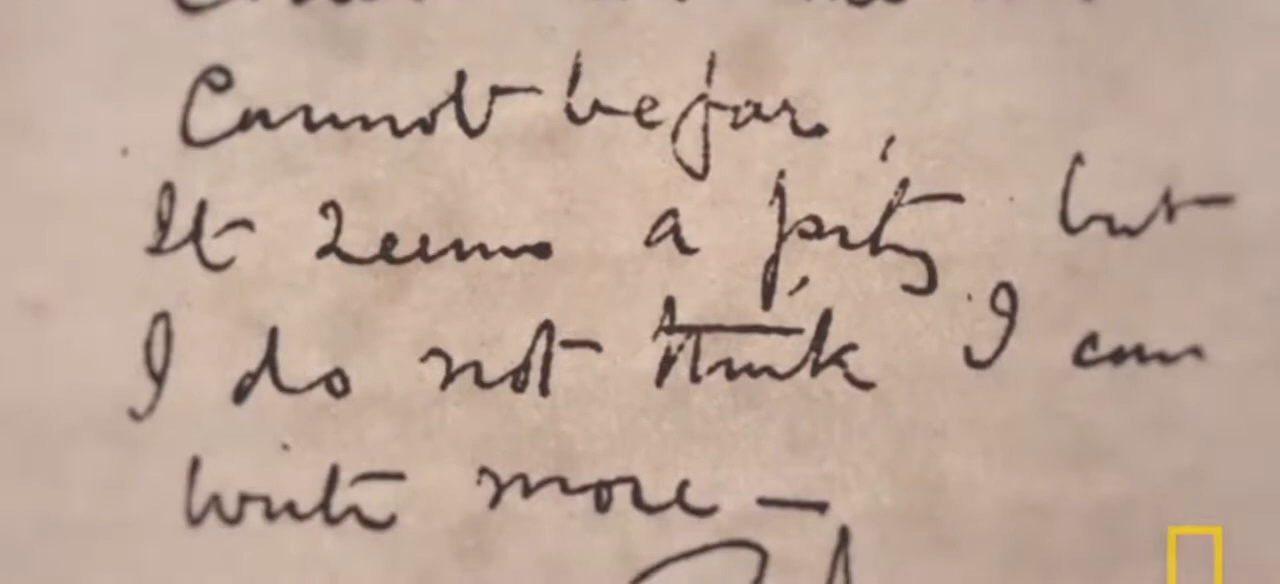 cannot be far.
It seems a pity but
I do not think I can
write more –